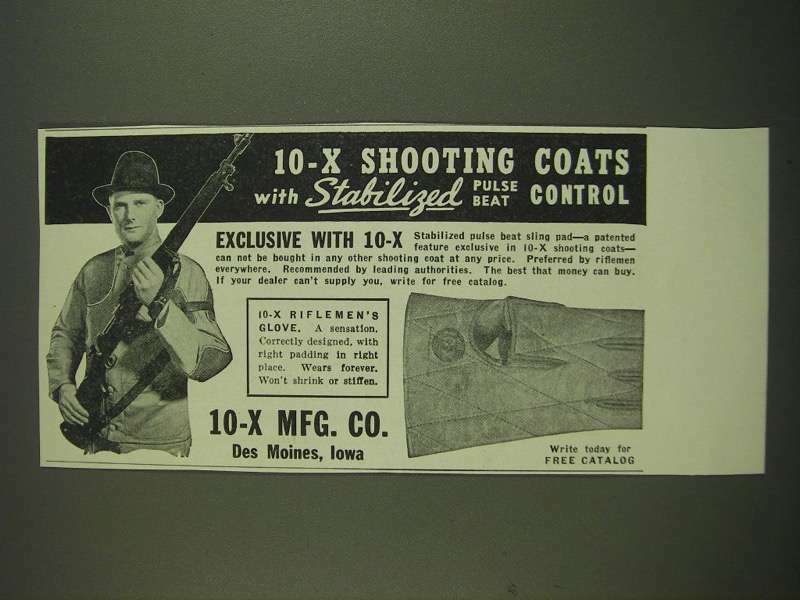 10-X SHOOTING COATS
with Stabilized PULSE BEAT CONTROL
EXCLUSIVE WITH 10-X Stabilized pulse beat sling pad—a patented
feature exclusive in 10-X shooting coats—
can not be bought in any other shooting coat at any price. Preferred by riflemen
everywhere. Recommended by leading authorities. The best that money can buy.
If your dealer can't supply you, write for free catalog.
10-X RIFLEMEN'S
GLOVE. A sensation.
Correctly designed, with
right padding in right
place. Wears forever.
Won't shrink or stiffen.
10-X MFG. CO.
Des Moines, Iowa
Write today for
FREE CATALOG